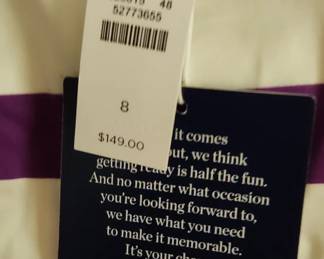 48
52773655
8
$149.00
it comes
out, we think
getting ready is half the fun.
And no matter what occasion
you're looking forward to,
we have what you need
to make it memorable.
It's your